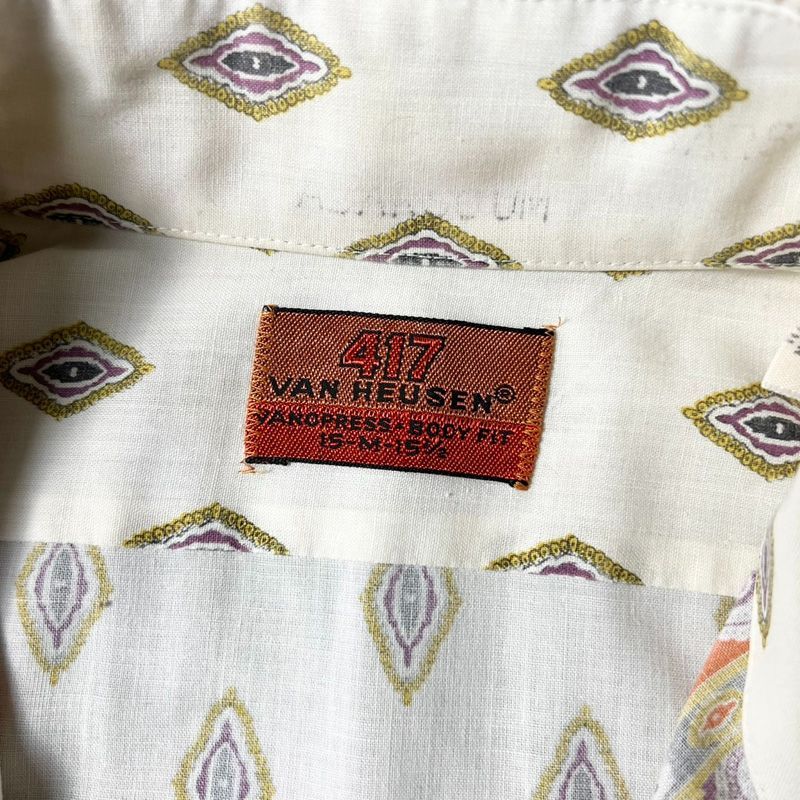 417
VAN HEUSEN®
VANOPRESS • BODY FIT
15-M-15½